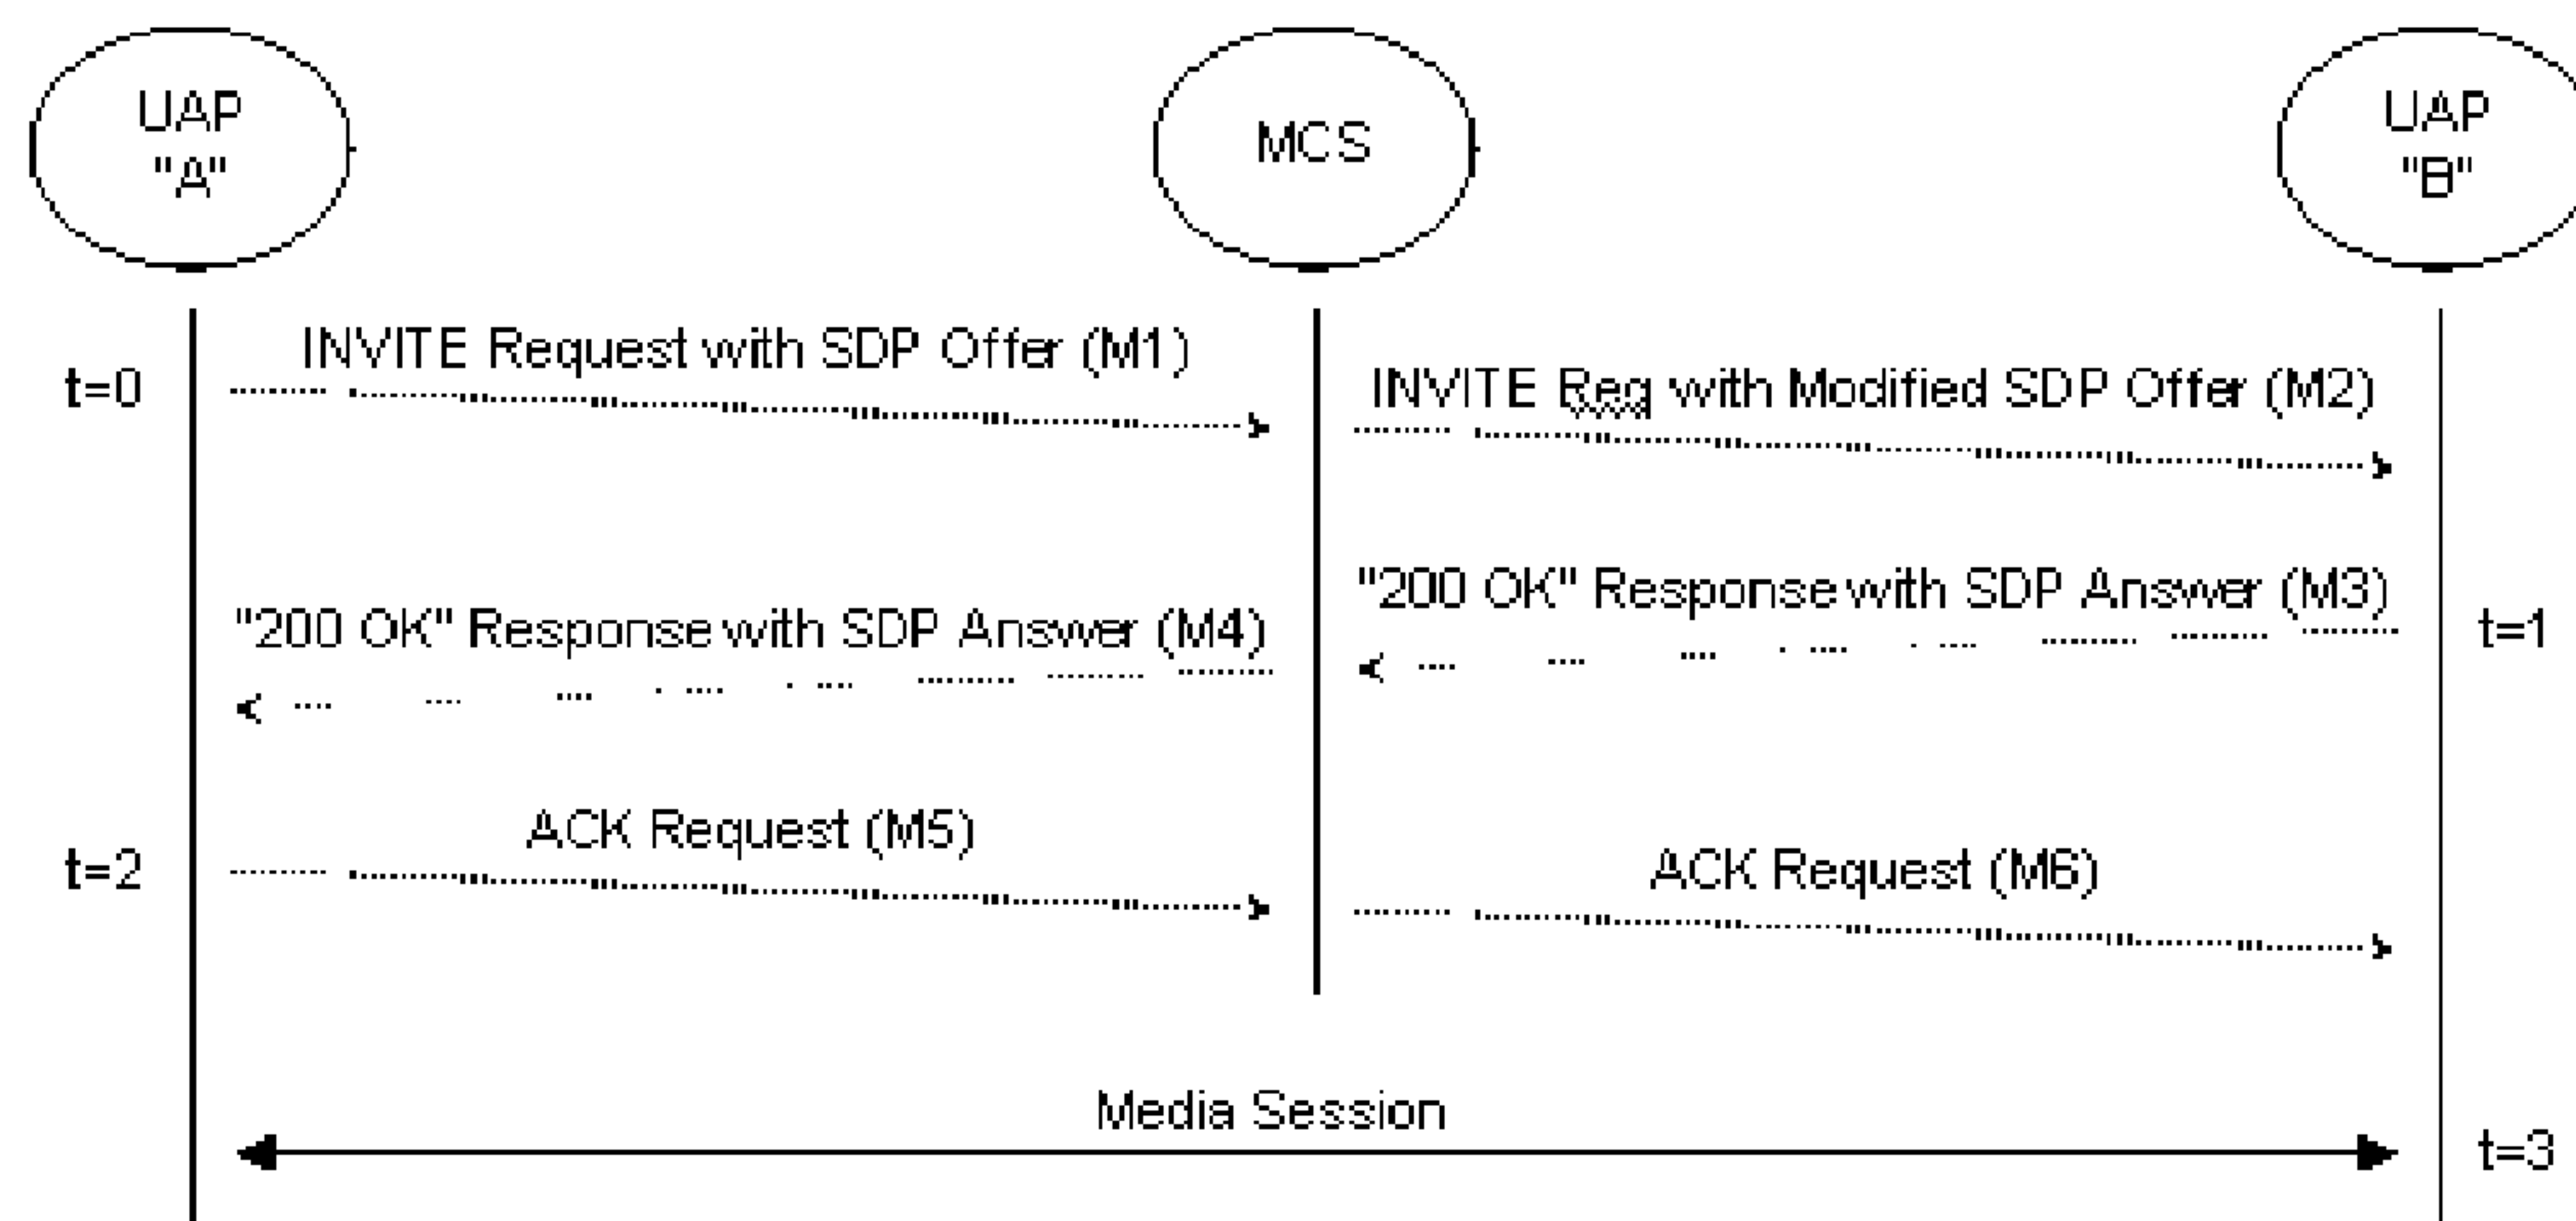 UAP
"A"
MCS
UAP
"B"
INVITE Request with SDP Offer (M1)
t=0
INVITE Req with Modified SDP Offer (M2)
"200 OK" Response with SDP Answer (M3)
"200 OK" Response with SDP Answer (M4)
t=1
ACK Request (M5)
t=2
ACK Request (M6)
Media Session
t=3